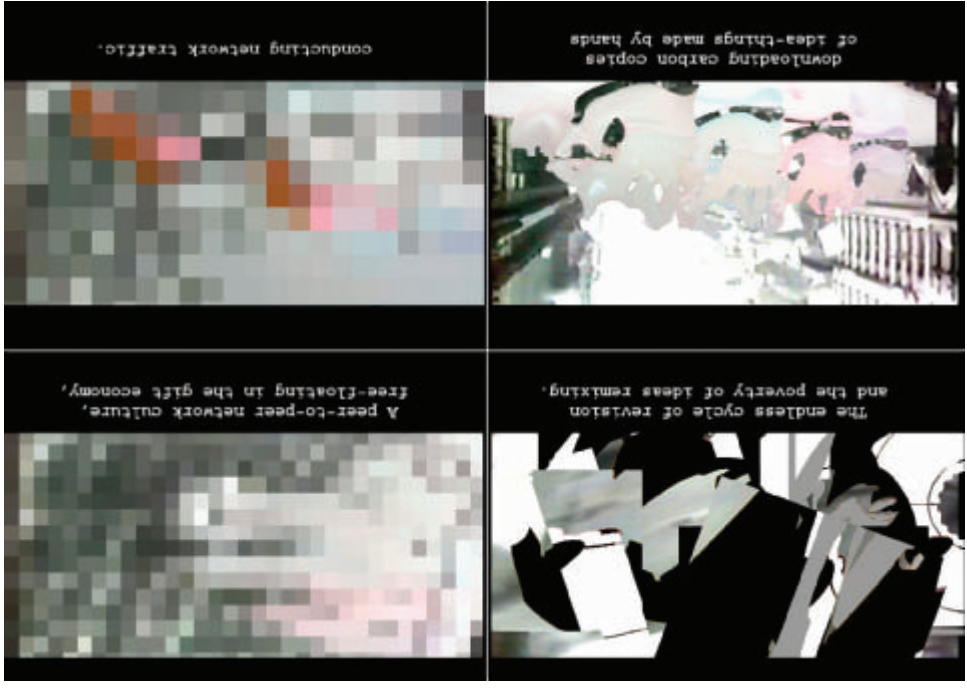 The endless cycle of revision
and the poverty of ideas remixing.
A peer-to-peer network culture,
free-floating in the gift economy,
downloading carbon copies
of idea-things made by hands
conducting network traffic.